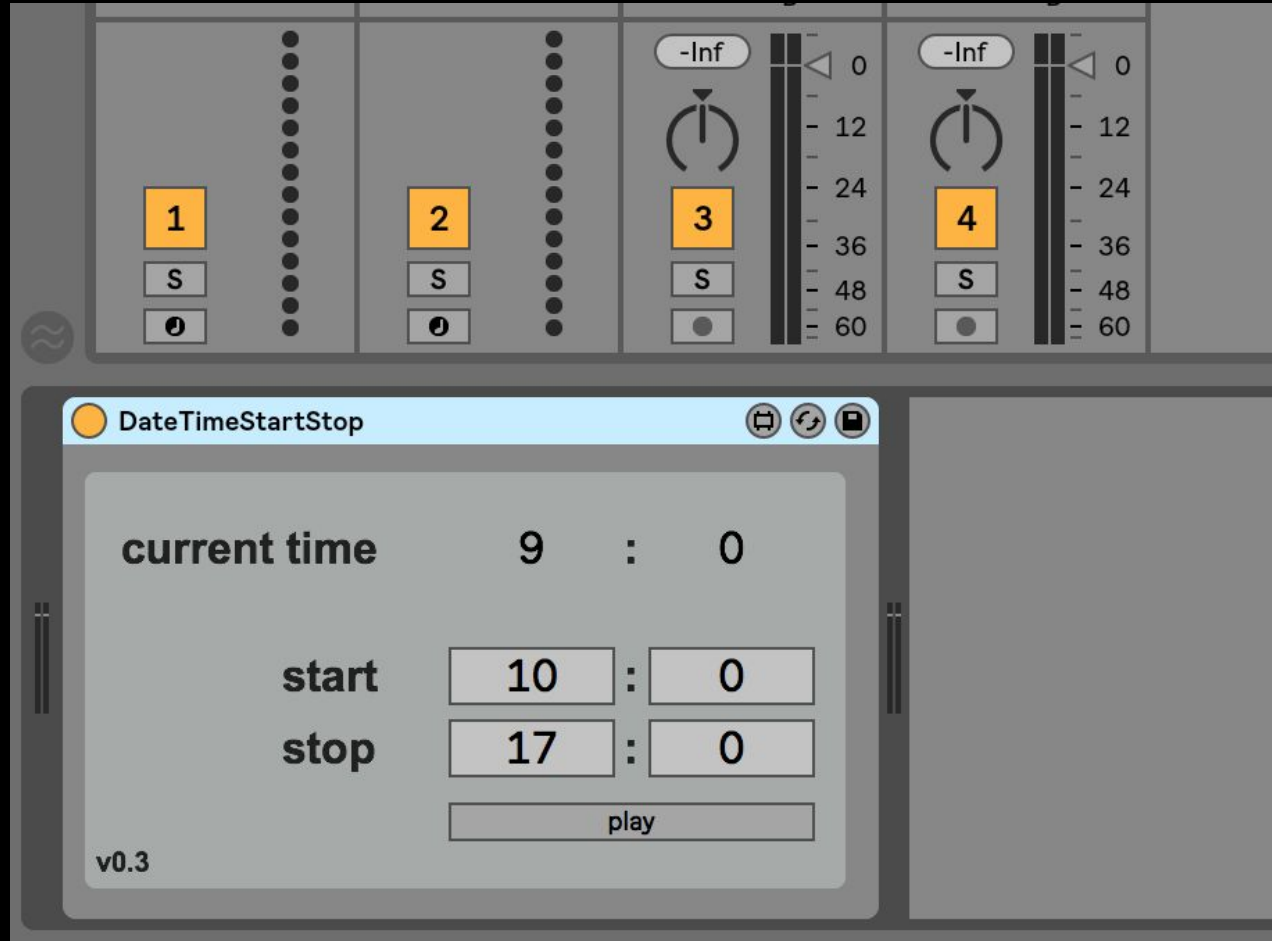 -Inf 0 -Inf 0
12 12
24 24
1 2 3 4
36 36
S S S S
48 48
60 60
DateTimeStartStop
current time 9 : 0
start 10 : 0
stop 17 : 0
play
v0.3